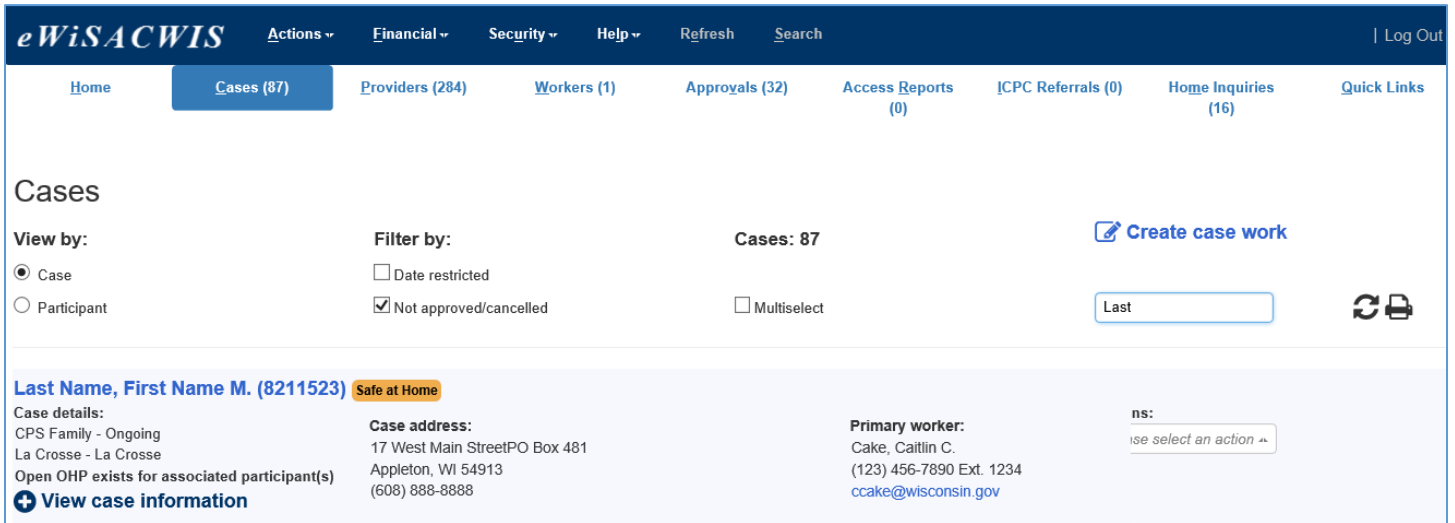 eWiSACWIS Actions Financial Security Help Refresh Search | Log Out
Home Cases (87) Providers (284) Workers (1) Approvals (32) Access Reports (0) ICPC Referrals (0) Home Inquiries (16) Quick Links
Cases
View by: Filter by: Cases: 87 Create case work
Case Date restricted
Participant Not approved/cancelled Multiselect Last
Last Name, First Name M. (8211523) Safe at Home
Case details:
CPS Family - Ongoing
La Crosse - La Crosse
Open OHP exists for associated participant(s)
View case information
Case address:
17 West Main StreetPO Box 481
Appleton, WI 54913
(608) 888-8888
Primary worker:
Cake, Caitlin C.
(123) 456-7890 Ext. 1234
ccake@wisconsin.gov
ns:
ise select an action